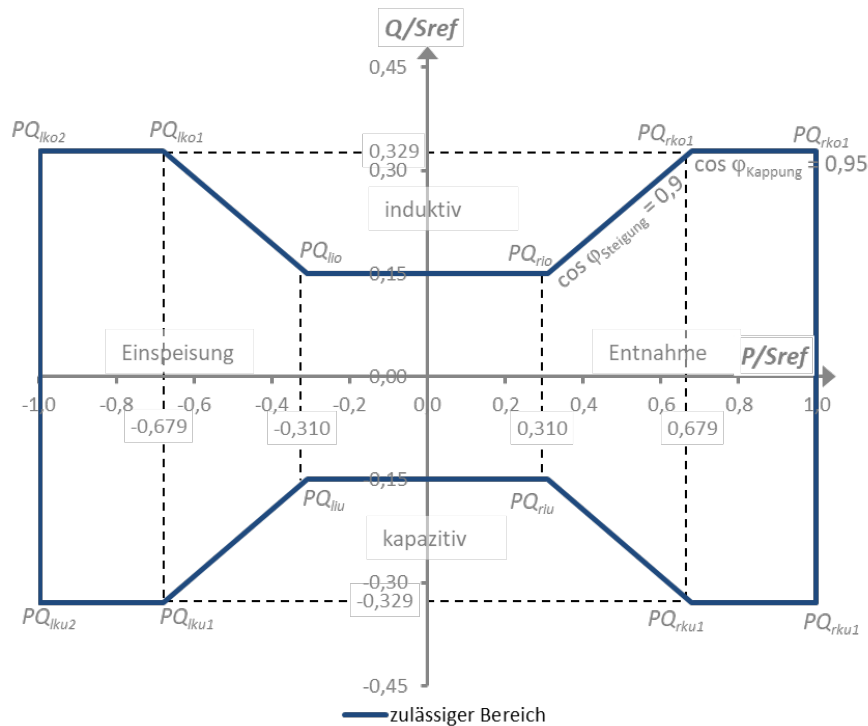 Q/Sref
0,45
PQlko2
PQlko1
PQrko1
PQrko1
0,329
cos φKappung = 0,95
0,30
induktiv
cos φSteigung = 0,9
PQlio
PQrio
0,15
Einspeisung
Entnahme
P/Sref
0,00
-1,0
-0,8
-0,6
-0,4
-0,2
0,0
0,2
0,4
0,6
0,8
1,0
-0,679
-0,310
0,310
0,679
-0,15
PQliu
PQriu
kapazitiv
-0,30
-0,329
PQlku2
PQlku1
PQrku1
PQrku1
-0,45
zulässiger Bereich